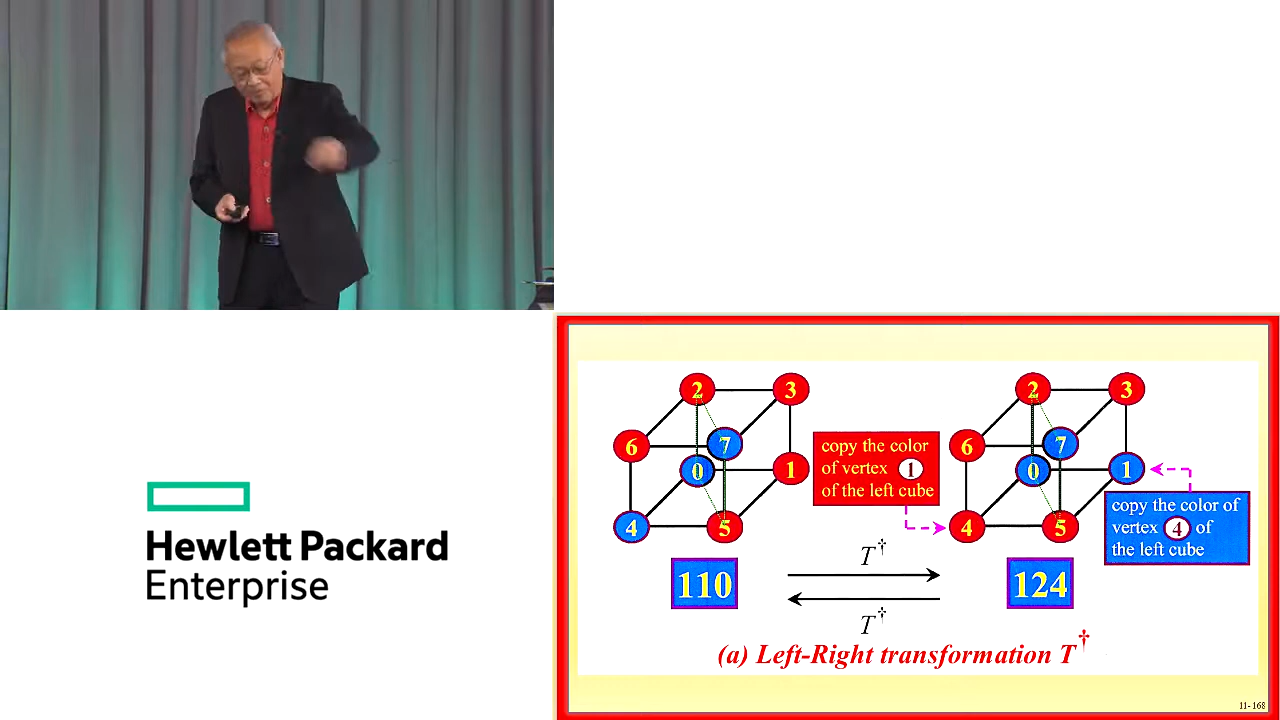 Hewlett Packard
Enterprise
2 3
6 7
0 1
4 5
110
copy the color
of vertex 1
of the left cube
2 3
6 7
0 1
4 5
124
copy the color of
vertex 4 of
the left cube
T†
T†
(a) Left-Right transformation T†
11-168